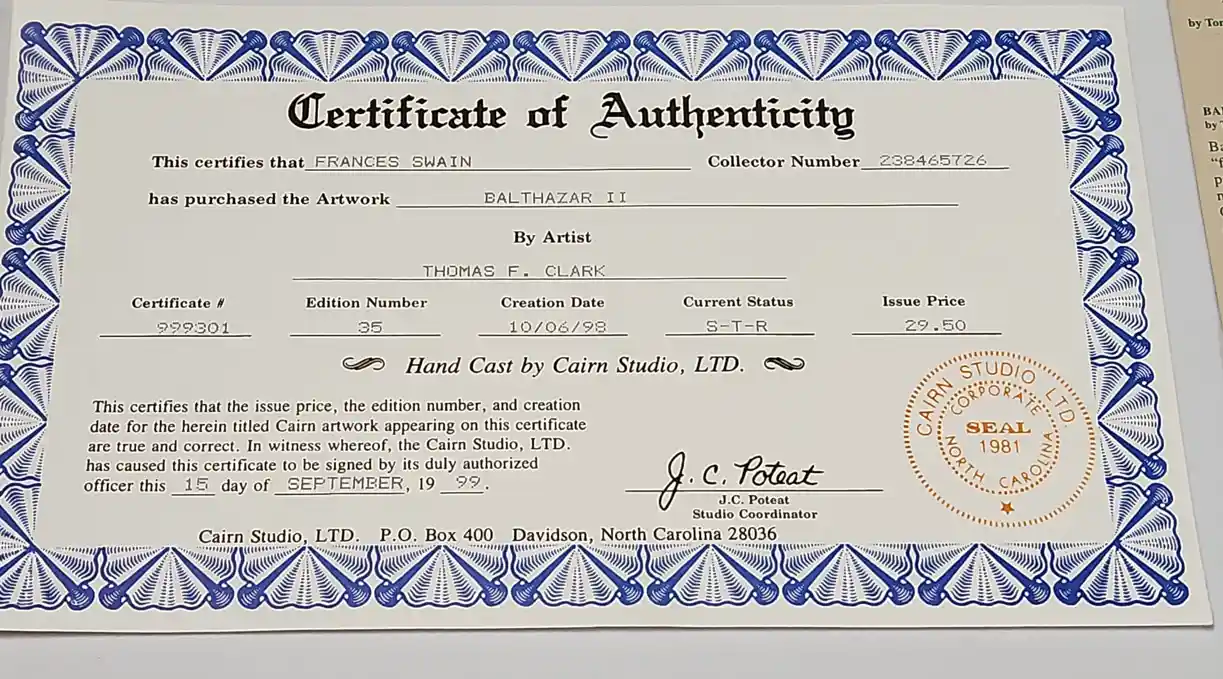 Certificate of Authenticity
This certifies that FRANCES SWAIN Collector Number 238465726
has purchased the Artwork BALTHAZAR II
By Artist
THOMAS F. CLARK
Certificate # Edition Number Creation Date Current Status Issue Price
999301 35 10/06/98 S-T-R 29.50
Hand Cast by Cairn Studio, LTD.
This certifies that the issue price, the edition number, and creation
date for the herein titled Cairn artwork appearing on this certificate
are true and correct. In witness whereof, the Cairn Studio, LTD.
has caused this certificate to be signed by its duly authorized
officer this 15 day of SEPTEMBER, 19 99.
J. C. Poteat
J.C. Poteat
Studio Coordinator
CAIRN STUDIO LTD.
CORPORATE
SEAL
1981
NORTH CAROLINA
Cairn Studio, LTD. P.O. Box 400 Davidson, North Carolina 28036
by
by